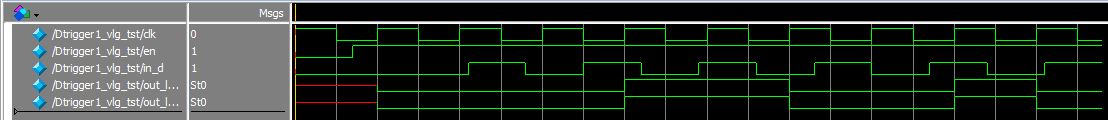 Msgs
/Dtrigger1_vlg_tst/clk 0
/Dtrigger1_vlg_tst/en 1
/Dtrigger1_vlg_tst/in_d 1
/Dtrigger1_vlg_tst/out_l... St0
/Dtrigger1_vlg_tst/out_l... St0